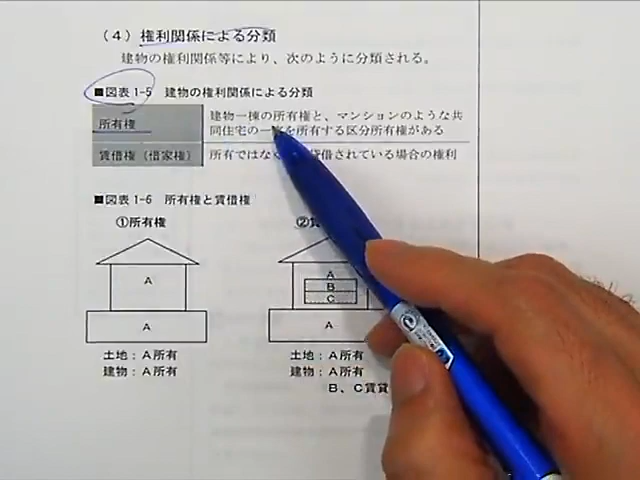 （4）権利関係による分類
建物の権利関係等により、次のように分類される。
■図表1-5 建物の権利関係による分類
所有権
建物一棟の所有権と、マンションのような共
同住宅の一 を所有する区分所有権がある
賃借権（借家権）
所有ではなく 賃借されている場合の権利
■図表1-6 所有権と賃借権
①所有権
②賃
A
A
A
B
C
A
土地：A所有
建物：A所有
土地：A所有
建物：A所有
B、C賃貸